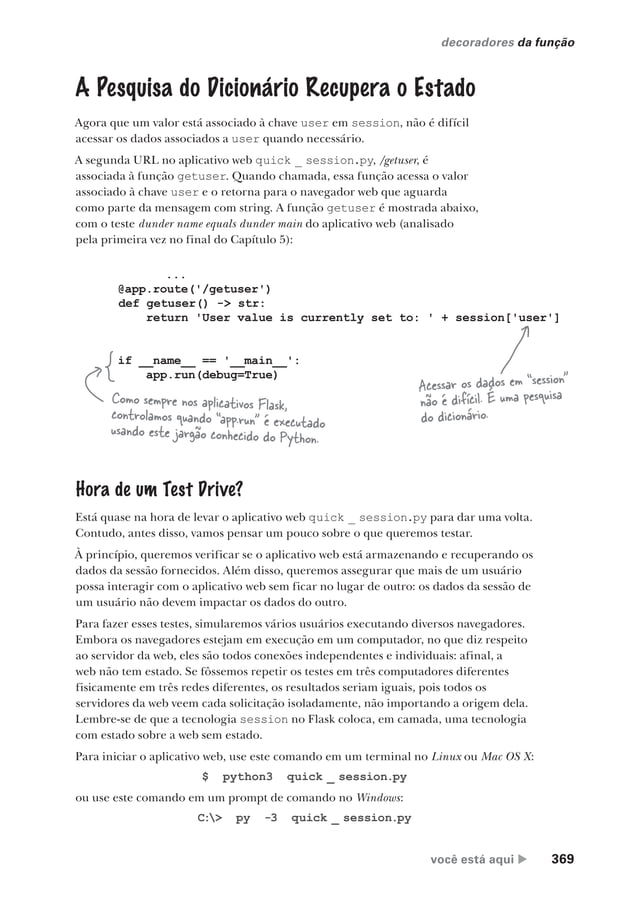 decoradores da função
A Pesquisa do Dicionário Recupera o Estado
Agora que um valor está associado à chave user em session, não é difícil
acessar os dados associados a user quando necessário.
A segunda URL no aplicativo web quick _ session.py, /getuser, é
associada à função getuser. Quando chamada, essa função acessa o valor
associado à chave user e o retorna para o navegador web que aguarda
como parte da mensagem com string. A função getuser é mostrada abaixo,
com o teste dunder name equals dunder main do aplicativo web (analisado
pela primeira vez no final do Capítulo 5):
...
@app.route('/getuser')
def getuser() -> str:
return 'User value is currently set to: ' + session['user']
if __name__ == '__main__':
app.run(debug=True)
Como sempre nos aplicativos Flask,
controlamos quando "app.run" é executado
usando este jargão conhecido do Python.
Acessar os dados em "session"
não é difícil. É uma pesquisa
do dicionário.
Hora de um Test Drive?
Está quase na hora de levar o aplicativo web quick _ session.py para dar uma volta.
Contudo, antes disso, vamos pensar um pouco sobre o que queremos testar.
À princípio, queremos verificar se o aplicativo web está armazenando e recuperando os
dados da sessão fornecidos. Além disso, queremos assegurar que mais de um usuário
possa interagir com o aplicativo web sem ficar no lugar de outro: os dados da sessão de
um usuário não devem impactar os dados do outro.
Para fazer esses testes, simularemos vários usuários executando diversos navegadores.
Embora os navegadores estejam em execução em um computador, no que diz respeito
ao servidor da web, eles são todos conexões independentes e individuais: afinal, a
web não tem estado. Se fôssemos repetir os testes em três computadores diferentes
fisicamente em três redes diferentes, os resultados seriam iguais, pois todos os
servidores da web veem cada solicitação isoladamente, não importando a origem dela.
Lembre-se de que a tecnologia session no Flask coloca, em camada, uma tecnologia
com estado sobre a web sem estado.
Para iniciar o aplicativo web, use este comando em um terminal no Linux ou Mac OS X:
$ python3 quick _ session.py
ou use este comando em um prompt de comando no Windows:
C:\> py -3 quick _ session.py
você está aqui ▶ 369